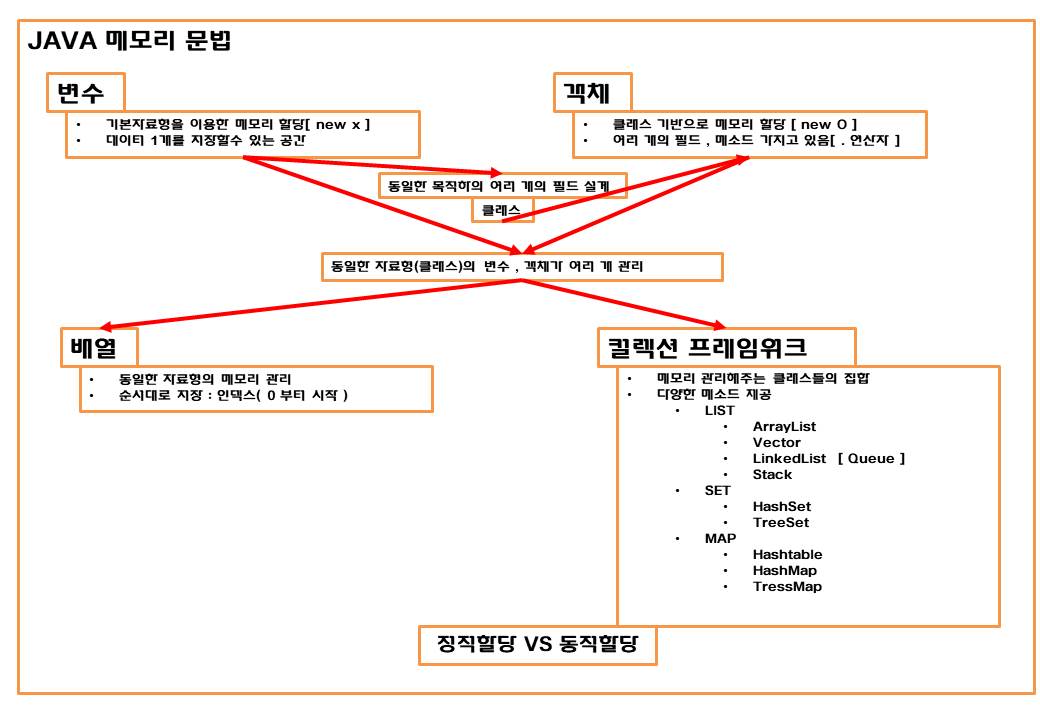 JAVA 메모리 문법
변수
• 기본자료형을 이용한 메모리 할당[ new x ]
• 데이터 1개를 저장할수 있는 공간
객체
• 클래스 기반으로 메모리 할당 [ new O ]
• 여러 개의 필드 , 메소드 가지고 있음[ . 연산자 ]
동일한 목적하의 여러 개의 필드 설계
클래스
동일한 자료형(클래스)의 변수 , 객체가 여러 개 관리
배열
• 동일한 자료형의 메모리 관리
• 순서대로 저장 : 인덱스( 0 부터 시작 )
컬렉션 프레임워크
• 메모리 관리해주는 클래스들의 집합
• 다양한 메소드 제공
• LIST
• ArrayList
• Vector
• LinkedList [ Queue ]
• Stack
• SET
• HashSet
• TreeSet
• MAP
• Hashtable
• HashMap
• TressMap
정적할당 VS 동적할당